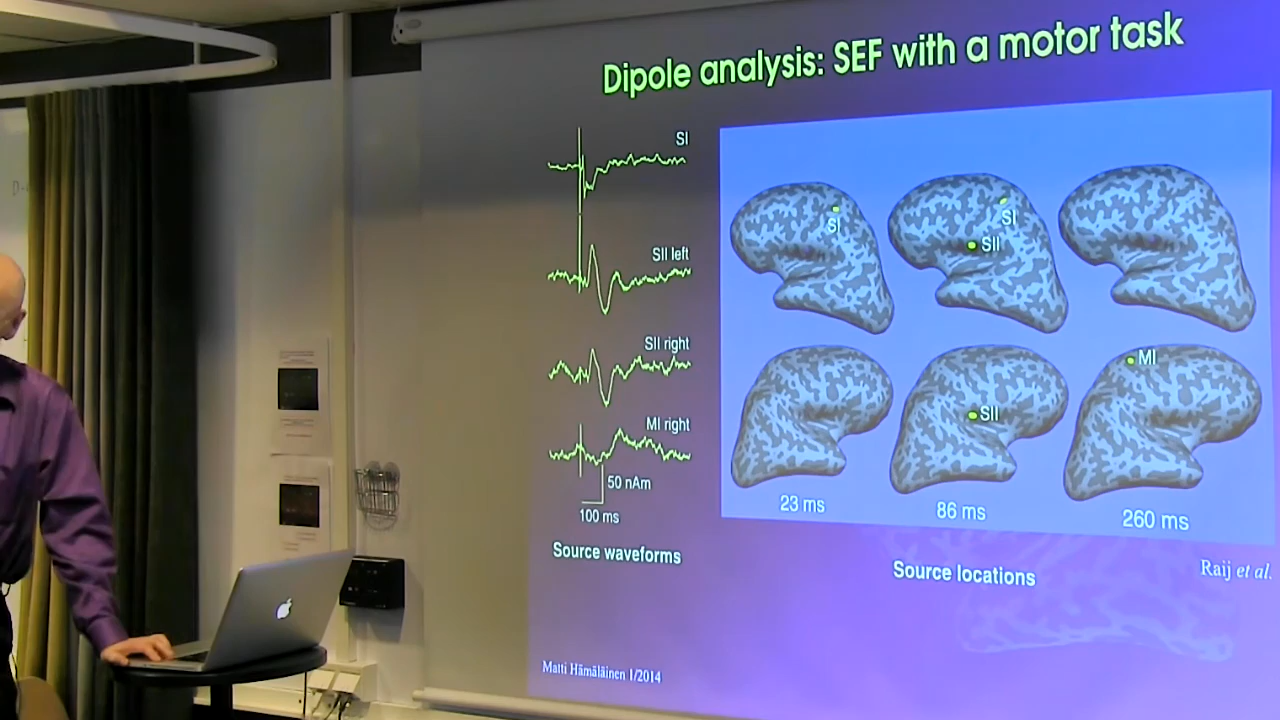 Dipole analysis: SEF with a motor task
SI
SII left
SII right
MI right
50 nAm
100 ms
Source waveforms
SI
SI
SII
MI
SII
23 ms
86 ms
260 ms
Source locations
Raij et al.
Matti Hämäläinen 1/2014